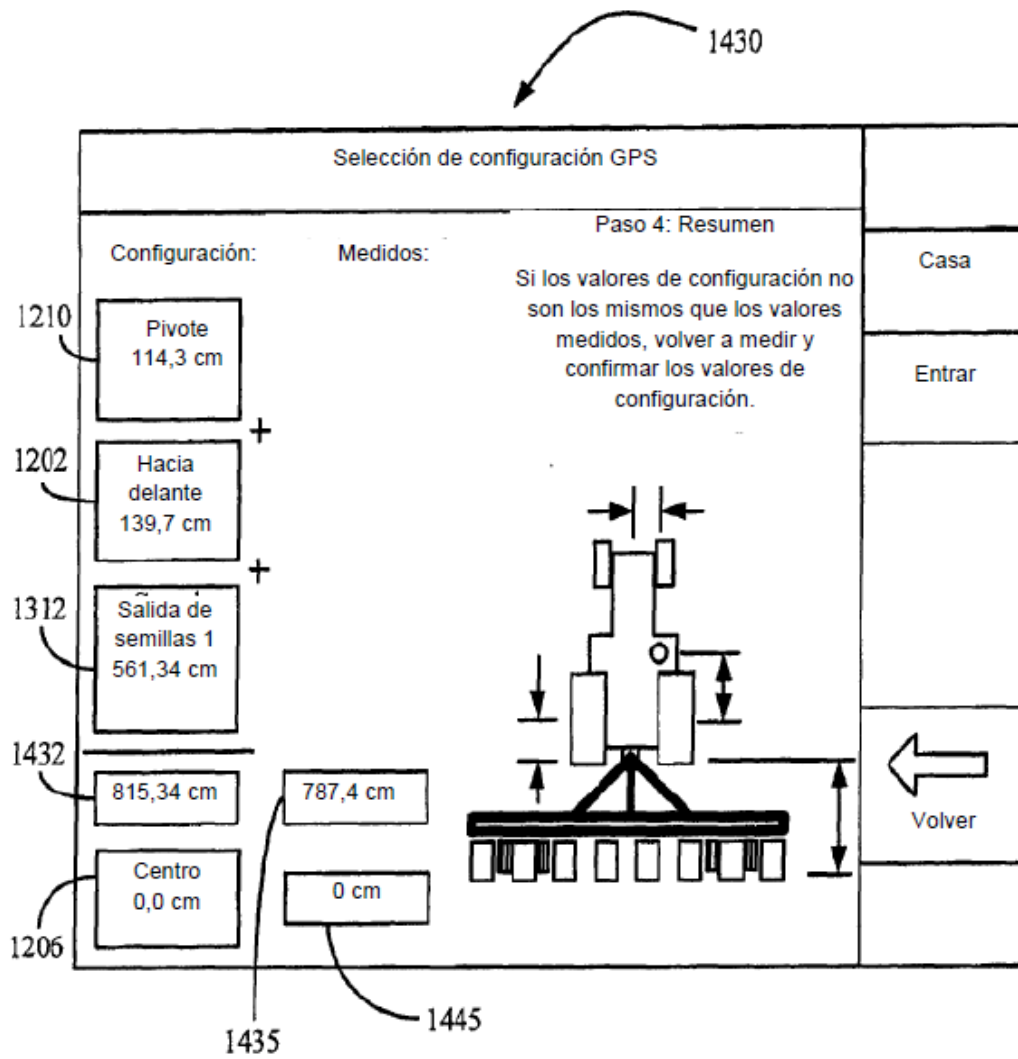 1430
Selección de configuración GPS
Configuración:
Medidos:
Paso 4: Resumen
Si los valores de configuración no
son los mismos que los valores
medidos, volver a medir y
confirmar los valores de
configuración.
Casa
Entrar
1210
Pivote
114,3 cm
+
1202
Hacia
delante
139,7 cm
+
1312
Salida de
semillas 1
561,34 cm
1432
815,34 cm
787,4 cm
Volver
1206
Centro
0,0 cm
0 cm
1435
1445